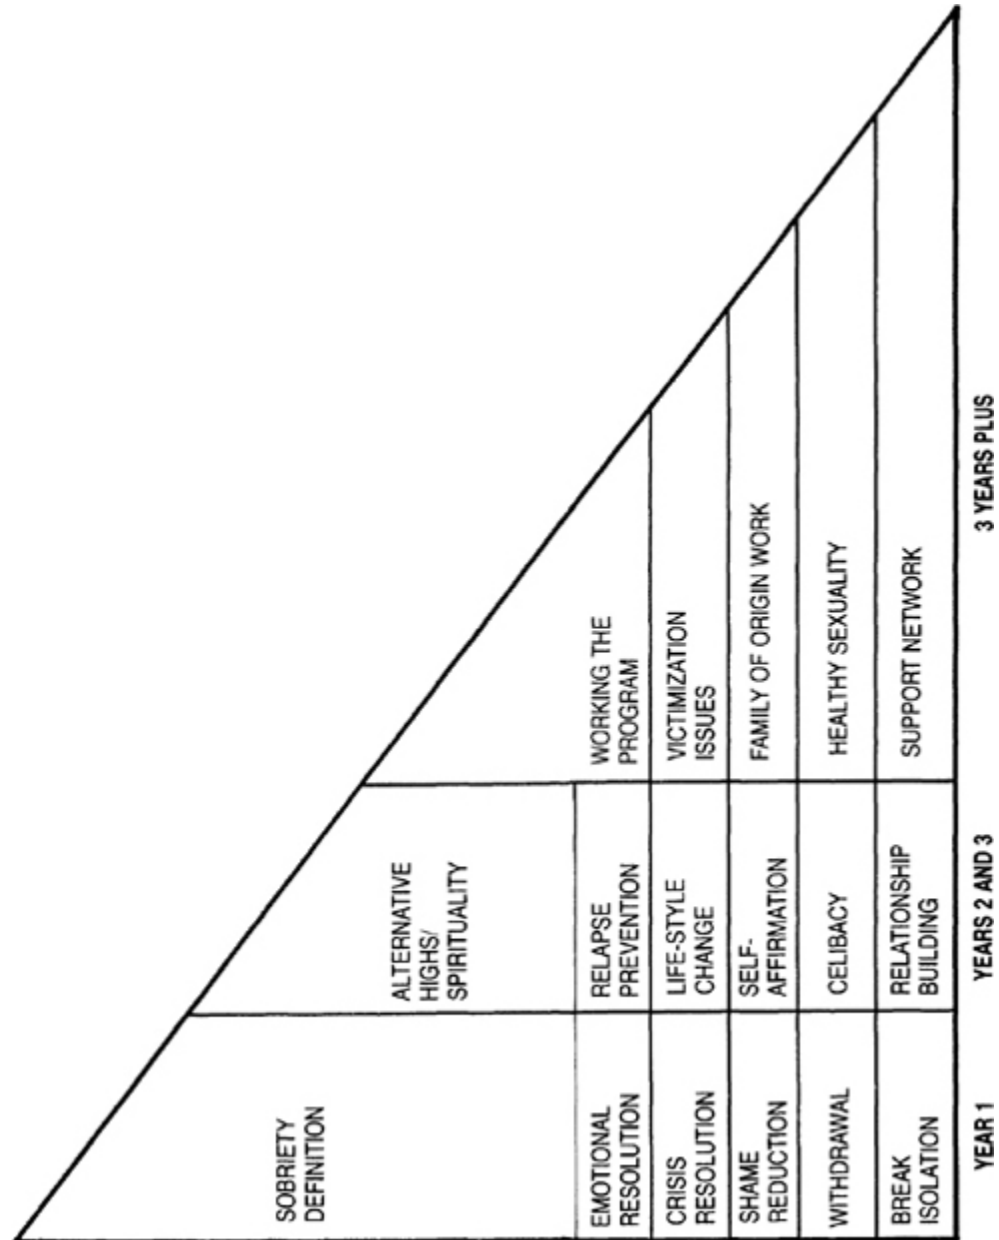 SOBRIETY
DEFINITION
ALTERNATIVE
HIGHS/
SPIRITUALITY
EMOTIONAL
RESOLUTION
RELAPSE
PREVENTION
WORKING THE
PROGRAM
CRISIS
RESOLUTION
LIFE-STYLE
CHANGE
VICTIMIZATION
ISSUES
SHAME
REDUCTION
SELF-
AFFIRMATION
FAMILY OF ORIGIN WORK
WITHDRAWAL
CELIBACY
HEALTHY SEXUALITY
BREAK
ISOLATION
RELATIONSHIP
BUILDING
SUPPORT NETWORK
YEAR 1
YEARS 2 AND 3
3 YEARS PLUS